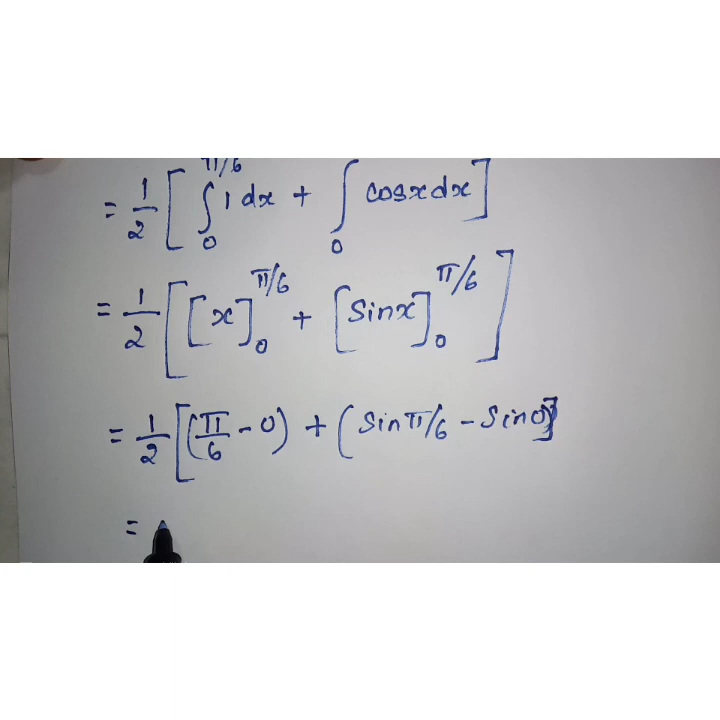 = 1/2 [ ∫₀^π/6 1 dx + ∫₀ cosx dx ]
= 1/2 [ [x]₀^π/6 + [Sinx]₀^π/6 ]
= 1/2 [ (π/6 - 0) + (Sin π/6 - Sin 0) ]
=